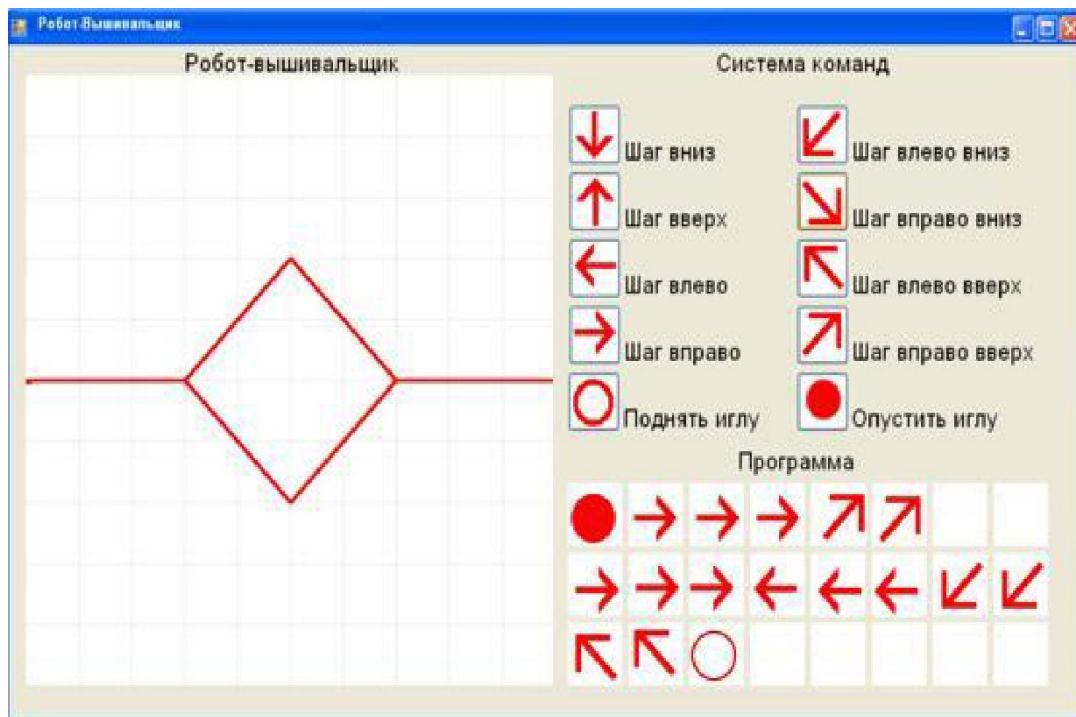 Робот-Вышивальщик
Робот-вышивальщик
Система команд
Шаг вниз
Шаг влево вниз
Шаг вверх
Шаг вправо вниз
Шаг влево
Шаг влево вверх
Шаг вправо
Шаг вправо вверх
Поднять иглу
Опустить иглу
Программа